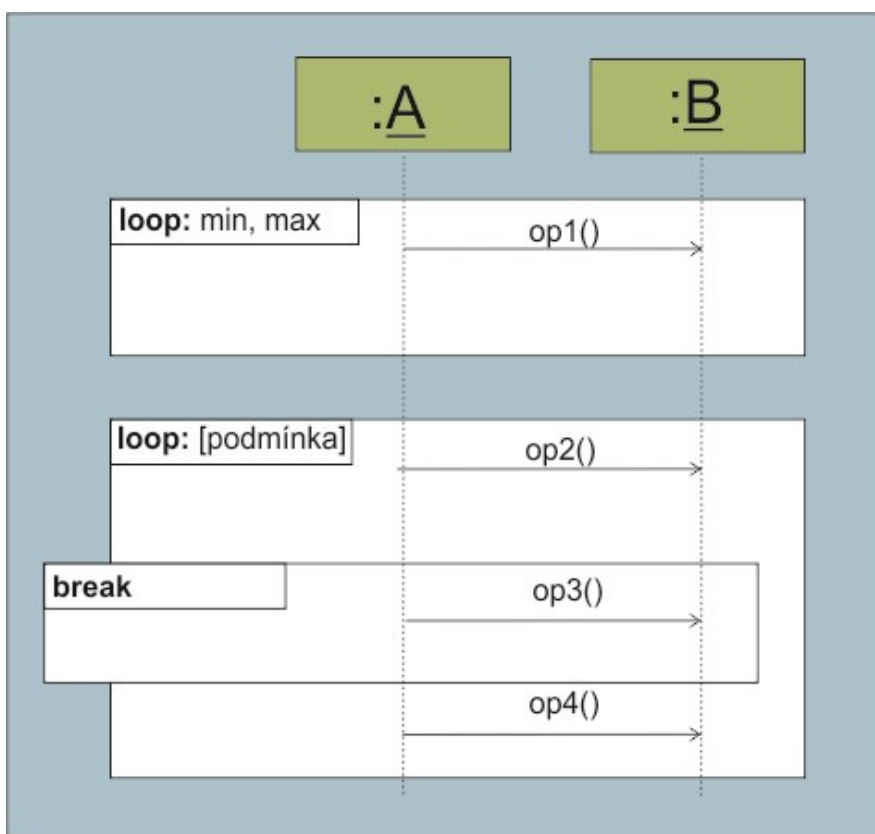 :A
:B
loop: min, max
op1()
loop: [podmínka]
op2()
break
op3()
op4()